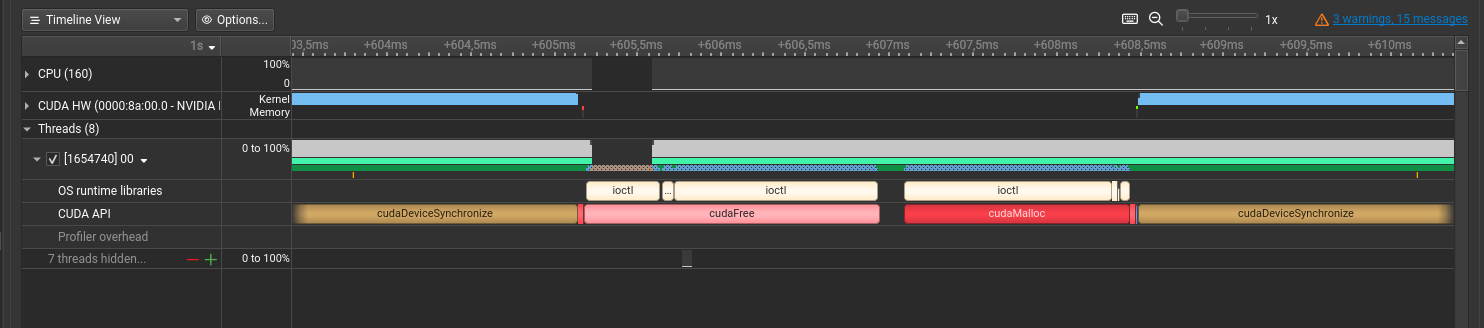 Timeline View
Options...
1x
3 warnings, 15 messages
1s
03,5ms +604ms +604,5ms +605ms +605,5ms +606ms +606,5ms +607ms +607,5ms +608ms +608,5ms +609ms +609,5ms +610ms
CPU (160)
100%
0
CUDA HW (0000:8a:00.0 - NVIDIA
Kernel
Memory
Threads (8)
[1654740] 00
0 to 100%
OS runtime libraries
ioctl ... ioctl ioctl
CUDA API
cudaDeviceSynchronize cudaFree cudaMalloc cudaDeviceSynchronize
Profiler overhead
7 threads hidden...
0 to 100%